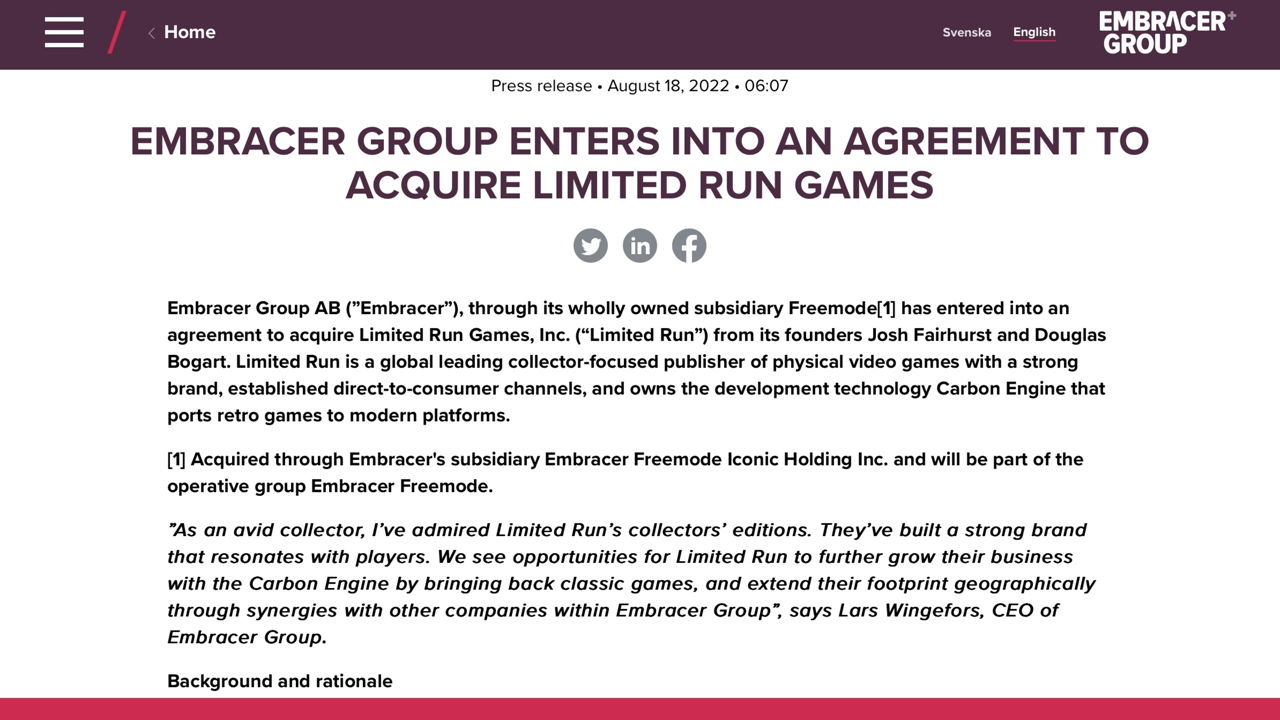 Home
Svenska
English
EMBRACER+
GROUP
Press release • August 18, 2022 • 06:07
EMBRACER GROUP ENTERS INTO AN AGREEMENT TO
ACQUIRE LIMITED RUN GAMES
Embracer Group AB (”Embracer”), through its wholly owned subsidiary Freemode[1] has entered into an
agreement to acquire Limited Run Games, Inc. (“Limited Run”) from its founders Josh Fairhurst and Douglas
Bogart. Limited Run is a global leading collector-focused publisher of physical video games with a strong
brand, established direct-to-consumer channels, and owns the development technology Carbon Engine that
ports retro games to modern platforms.
[1] Acquired through Embracer's subsidiary Embracer Freemode Iconic Holding Inc. and will be part of the
operative group Embracer Freemode.
”As an avid collector, I’ve admired Limited Run’s collectors’ editions. They’ve built a strong brand
that resonates with players. We see opportunities for Limited Run to further grow their business
with the Carbon Engine by bringing back classic games, and extend their footprint geographically
through synergies with other companies within Embracer Group”, says Lars Wingefors, CEO of
Embracer Group.
Background and rationale